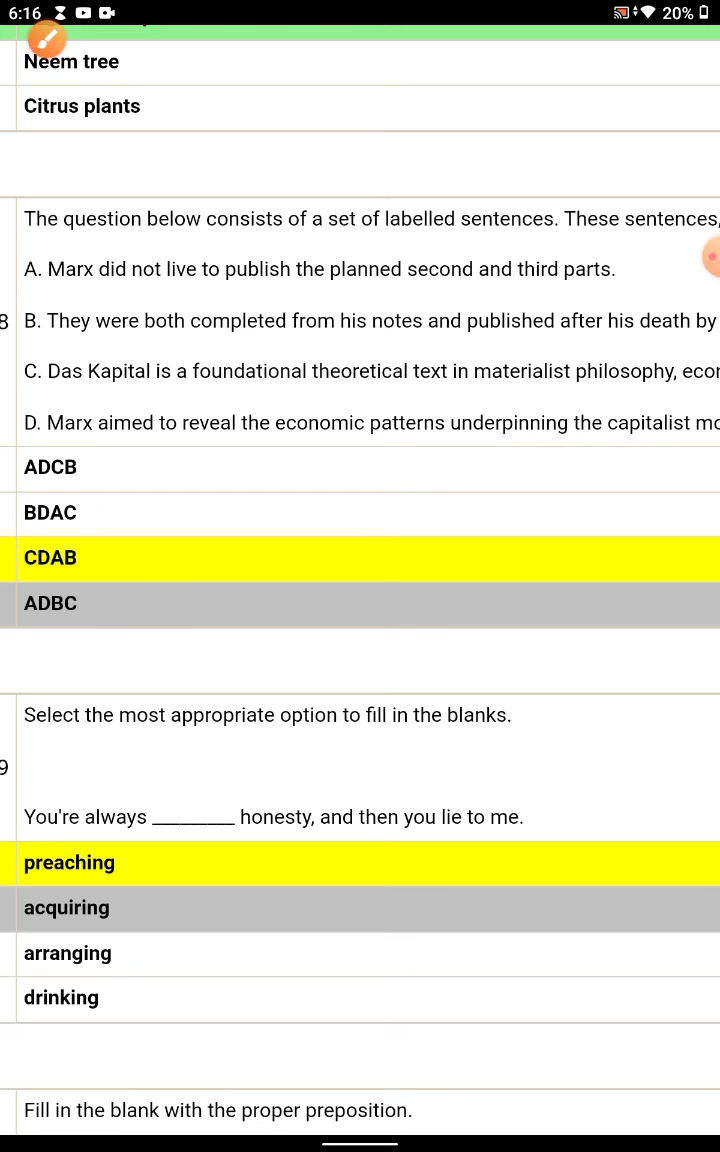 6:16
20%
Neem tree
Citrus plants
The question below consists of a set of labelled sentences. These sentences,
A. Marx did not live to publish the planned second and third parts.
8
B. They were both completed from his notes and published after his death by
C. Das Kapital is a foundational theoretical text in materialist philosophy,
D. Marx aimed to reveal the economic patterns underpinning the capitalist
ADCB
BDAC
CDAB
ADBC
Select the most appropriate option to fill in the blanks.
9
You're always _________ honesty, and then you lie to me.
preaching
acquiring
arranging
drinking
Fill in the blank with the proper preposition.